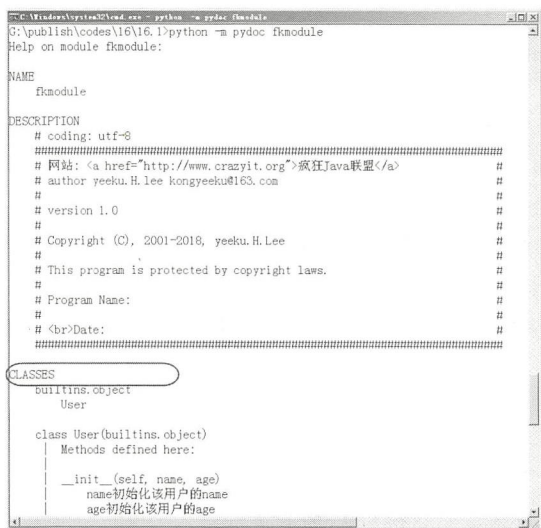 C:\Windows\system32\cmd.exe - python -m pydoc fkmodule
G:\publish\codes\16\16.1>python -m pydoc fkmodule
Help on module fkmodule:
NAME
fkmodule
DESCRIPTION
# coding: utf-8
#########################################################################
# 网站: <a href="http://www.crazyit.org">疯狂Java联盟</a> #
# author yeeku.H.lee kongyeeku@163.com #
# #
# version 1.0 #
# #
# Copyright (C), 2001-2018, yeeku.H.Lee #
# #
# This program is protected by copyright laws. #
# #
# Program Name: #
# #
# <br>Date: #
#########################################################################
CLASSES
builtins.object
User
class User(builtins.object)
| Methods defined here:
|
| __init__(self, name, age)
| name初始化该用户的name
| age初始化该用户的age